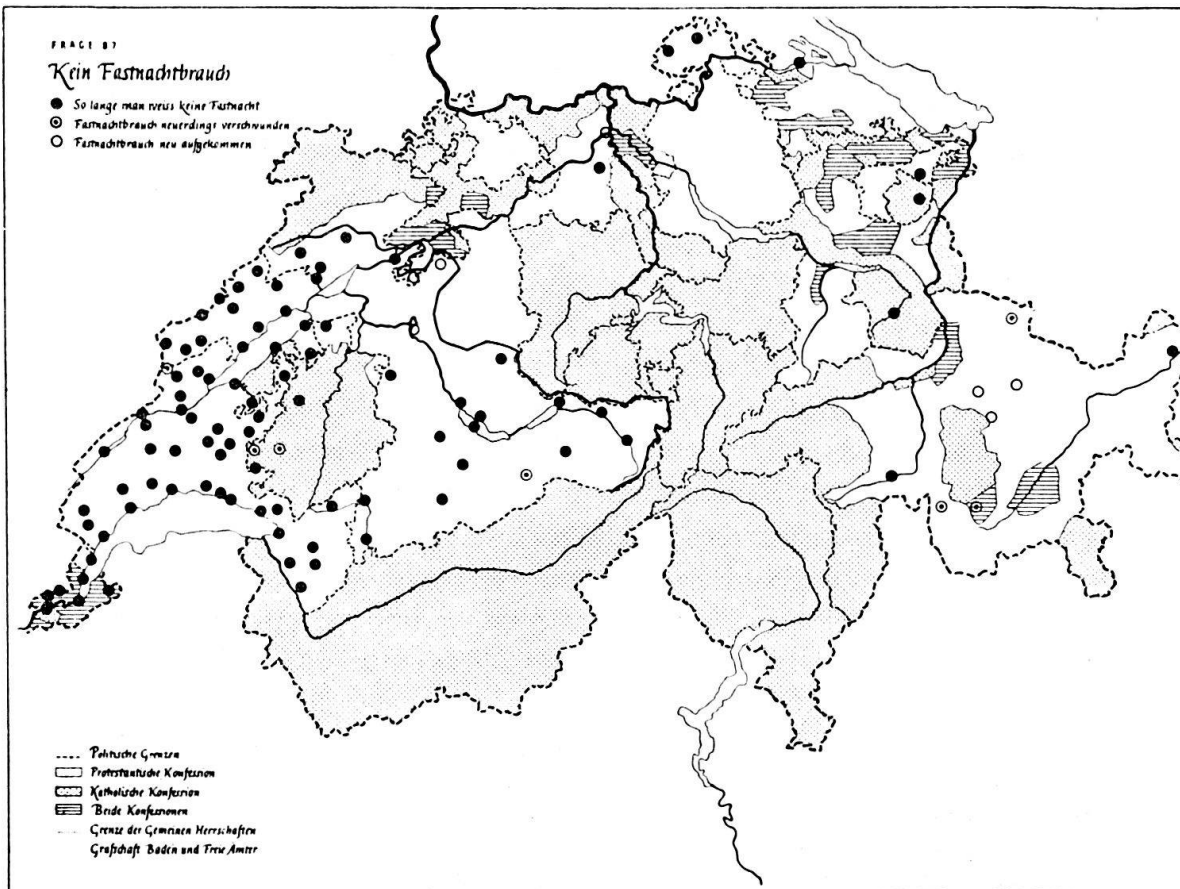 FRAGE 87
Kein Fastnachtbrauch
So lange man weiss keine Fastnacht
Fastnachtbrauch neuerdings verschwunden
Fastnachtbrauch neu aufgekommen
Politische Grenzen
Protestantische Konfession
Katholische Konfession
Beide Konfessionen
Grenze der Gemeinen Herrschaften
Grafschaft Baden und Freie Ämter